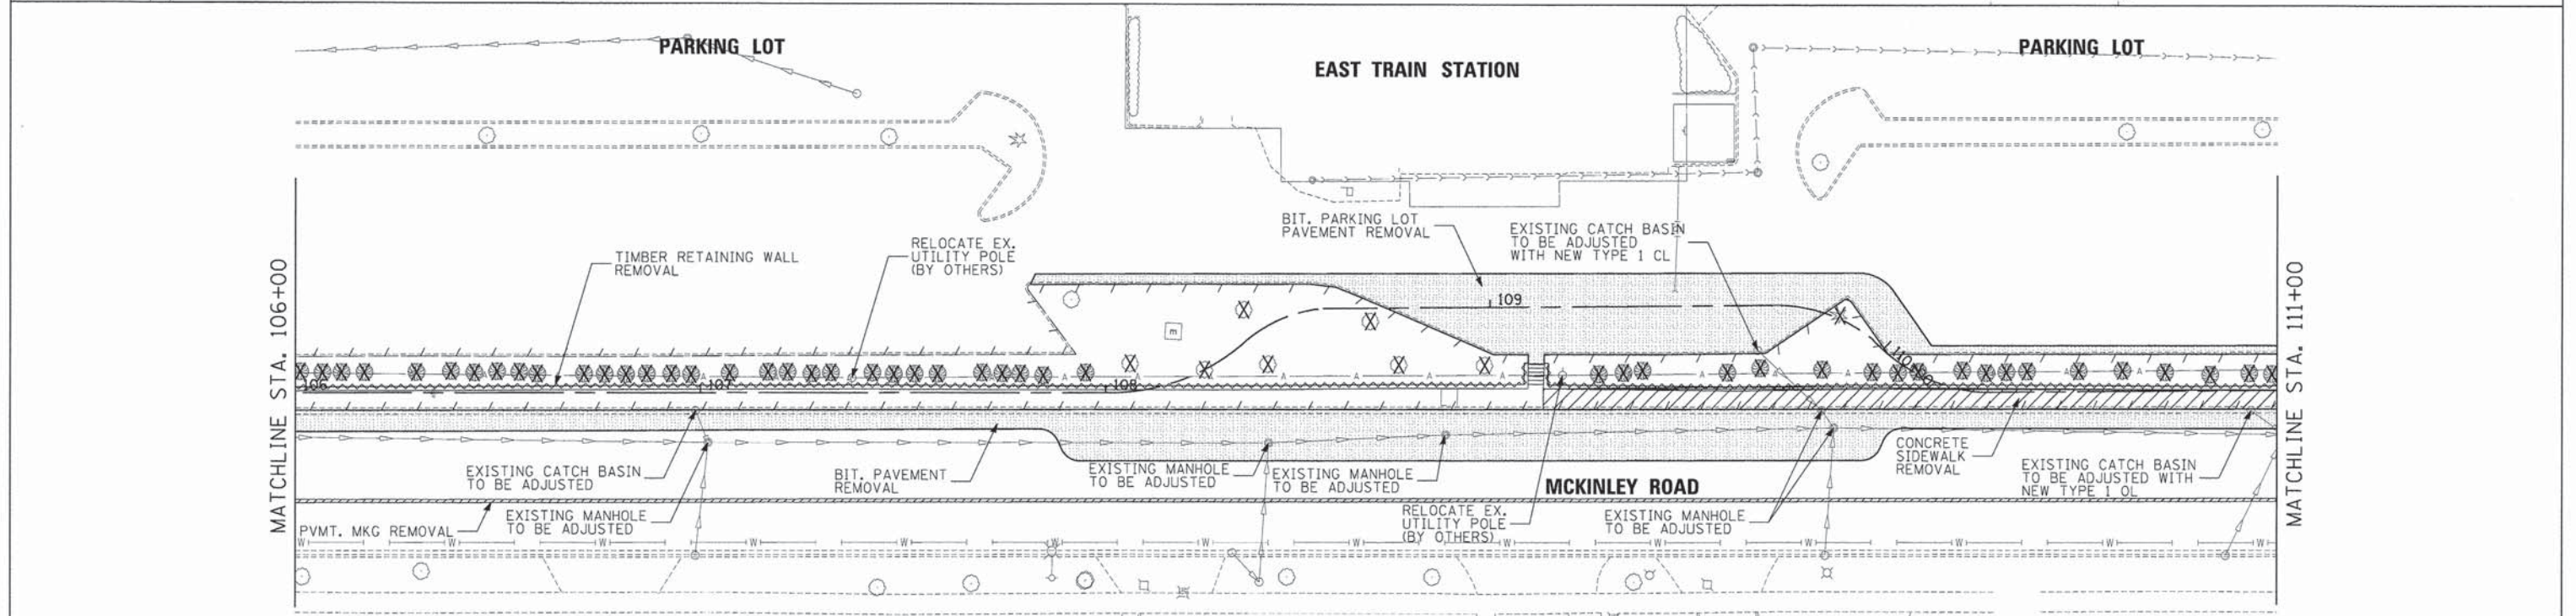 PARKING LOT
EAST TRAIN STATION
PARKING LOT
MATCHLINE STA. 106+00
TIMBER RETAINING WALL
REMOVAL
RELOCATE EX.
UTILITY POLE
(BY OTHERS)
BIT. PARKING LOT
PAVEMENT REMOVAL
EXISTING CATCH BASIN
TO BE ADJUSTED
WITH NEW TYPE 1 CL
MATCHLINE STA. 111+00
109
m
106
107
108
110
A
A
A
A
A
A
A
A
A
EXISTING CATCH BASIN
TO BE ADJUSTED
BIT. PAVEMENT
REMOVAL
EXISTING MANHOLE
TO BE ADJUSTED
EXISTING MANHOLE
TO BE ADJUSTED
MCKINLEY ROAD
CONCRETE
SIDEWALK
REMOVAL
EXISTING CATCH BASIN
TO BE ADJUSTED WITH
NEW TYPE 1 OL
PVMT. MKG REMOVAL
EXISTING MANHOLE
TO BE ADJUSTED
RELOCATE EX.
UTILITY POLE
(BY OTHERS)
EXISTING MANHOLE
TO BE ADJUSTED
W W W W W W W W W W W W W W